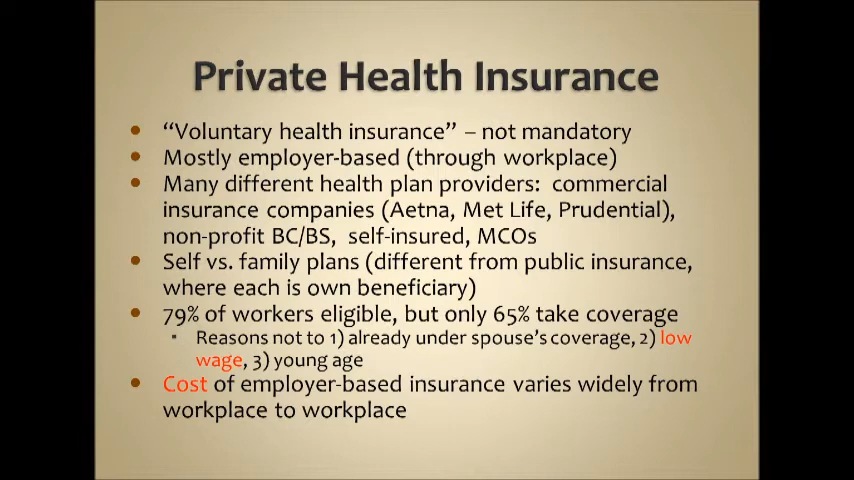 Private Health Insurance
• “Voluntary health insurance” – not mandatory
• Mostly employer-based (through workplace)
• Many different health plan providers: commercial
insurance companies (Aetna, Met Life, Prudential),
non-profit BC/BS, self-insured, MCOs
• Self vs. family plans (different from public insurance,
where each is own beneficiary)
• 79% of workers eligible, but only 65% take coverage
▪ Reasons not to 1) already under spouse’s coverage, 2) low
wage, 3) young age
• Cost of employer-based insurance varies widely from
workplace to workplace